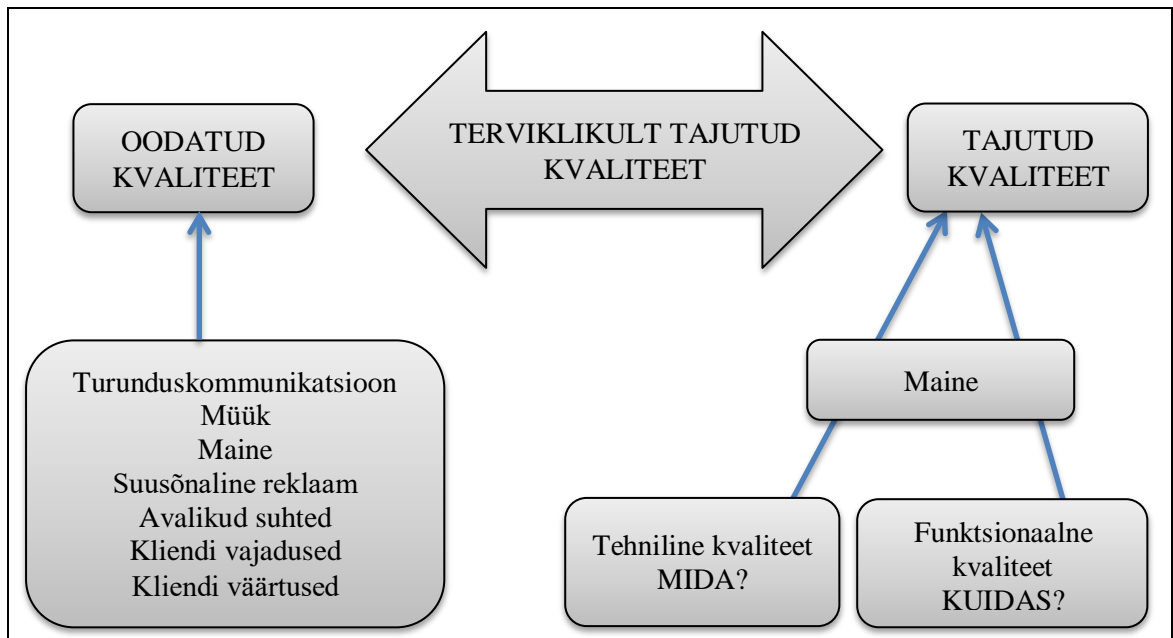 OODATUD
KVALITEET
TERVIKLIKULT TAJUTUD
KVALITEET
TAJUTUD
KVALITEET
Turunduskommunikatsioon
Müük
Maine
Suusõnaline reklaam
Avalikud suhted
Kliendi vajadused
Kliendi väärtused
Maine
Tehniline kvaliteet
MIDA?
Funktsionaalne
kvaliteet
KUIDAS?